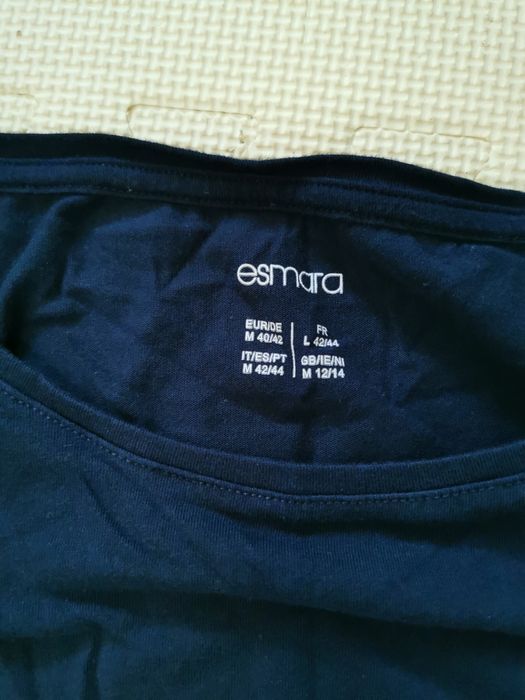 esmara
EUR/DE
M 40/42
FR
L 42/44
IT/ES/PT
M 42/44
GB/IE/NI
M 12/14